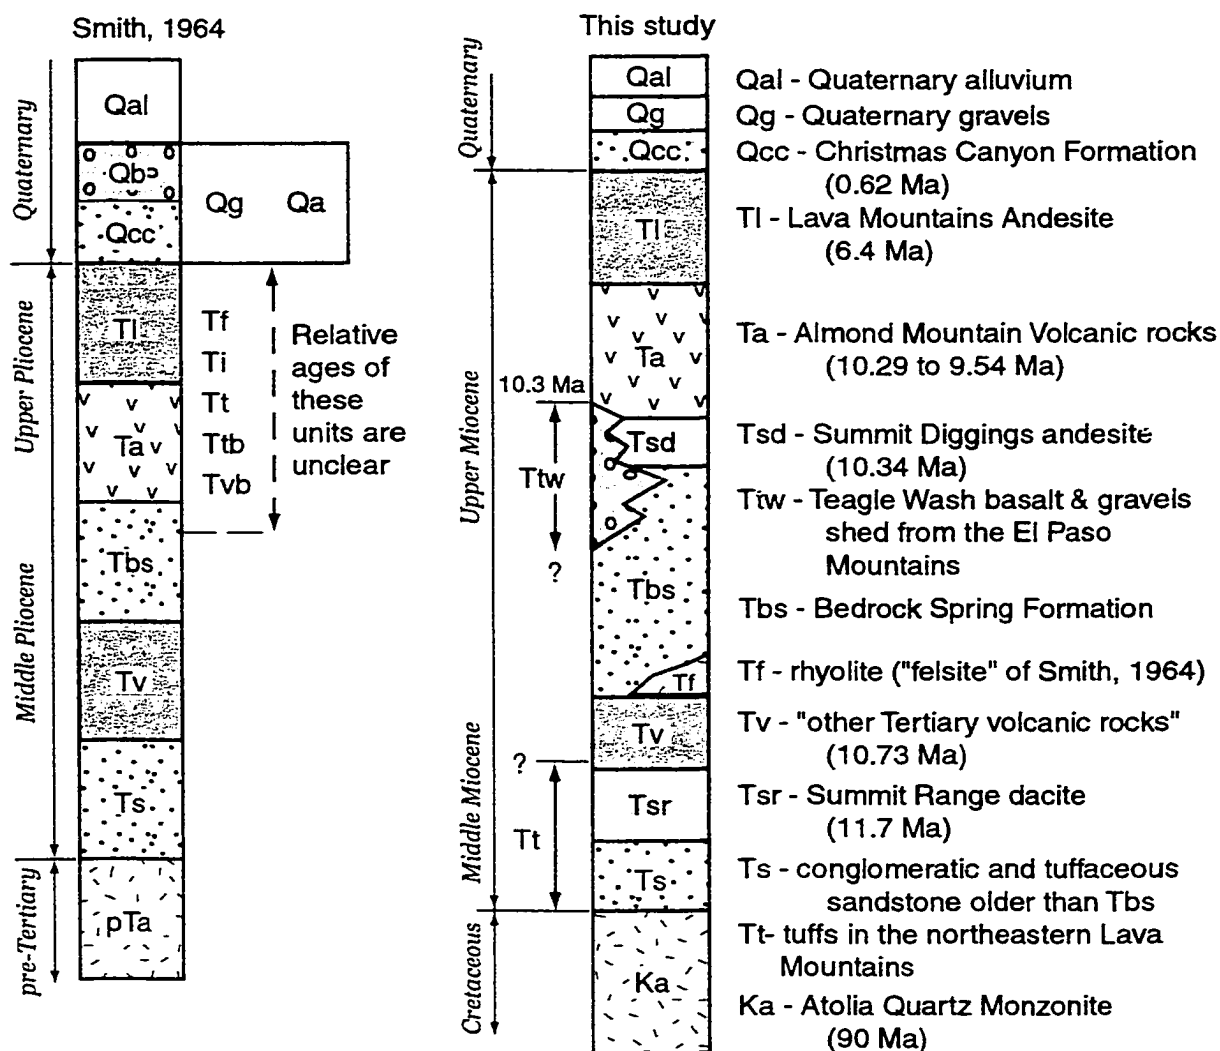 Smith, 1964
Quaternary
Upper Pliocene
Middle Pliocene
pre-Tertiary
Qal
Qb
Qcc
Qg Qa
Tl
Ta
Tbs
Tv
Ts
pTa
Tf
Ti
Tt
Ttb
Tvb
Relative
ages of
these
units are
unclear
This study
Quaternary
Upper Miocene
Middle Miocene
Cretaceous
Qal
Qg
Qcc
Tl
Ta
10.3 Ma
Tsd
Ttw
?
Tbs
Tf
Tv
?
Tsr
Tt
Ts
Ka
Qal - Quaternary alluvium
Qg - Quaternary gravels
Qcc - Christmas Canyon Formation
(0.62 Ma)
Tl - Lava Mountains Andesite
(6.4 Ma)
Ta - Almond Mountain Volcanic rocks
(10.29 to 9.54 Ma)
Tsd - Summit Diggings andesite
(10.34 Ma)
Ttw - Teagle Wash basalt & gravels
shed from the El Paso
Mountains
Tbs - Bedrock Spring Formation
Tf - rhyolite ("felsite" of Smith, 1964)
Tv - "other Tertiary volcanic rocks"
(10.73 Ma)
Tsr - Summit Range dacite
(11.7 Ma)
Ts - conglomeratic and tuffaceous
sandstone older than Tbs
Tt- tuffs in the northeastern Lava
Mountains
Ka - Atolia Quartz Monzonite
(90 Ma)